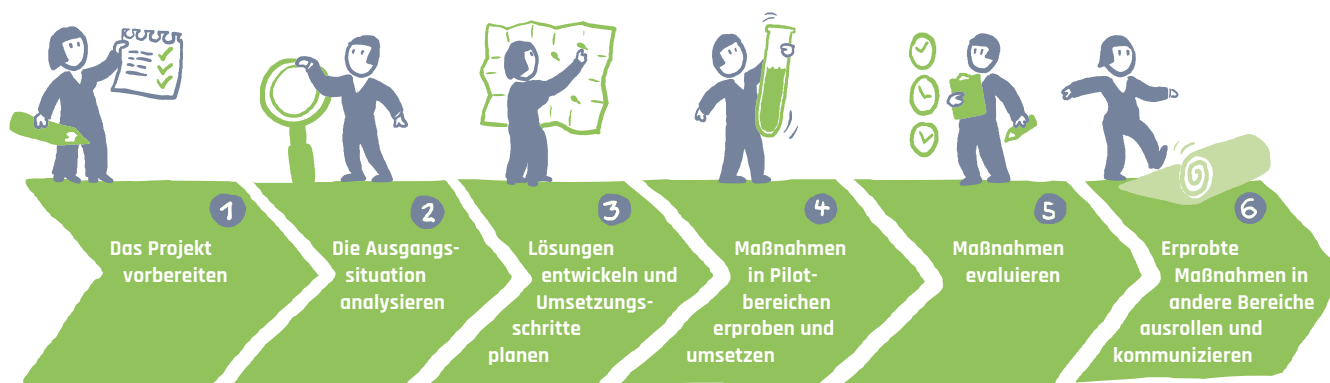 1
Das Projekt
vorbereiten
2
Die Ausgangs-
situation
analysieren
3
Lösungen
entwickeln und
Umsetzungs-
schritte
planen
4
Maßnahmen
in Pilot-
bereichen
erproben und
umsetzen
5
Maßnahmen
evaluieren
6
Erprobte
Maßnahmen in
andere Bereiche
ausrollen und
kommunizieren